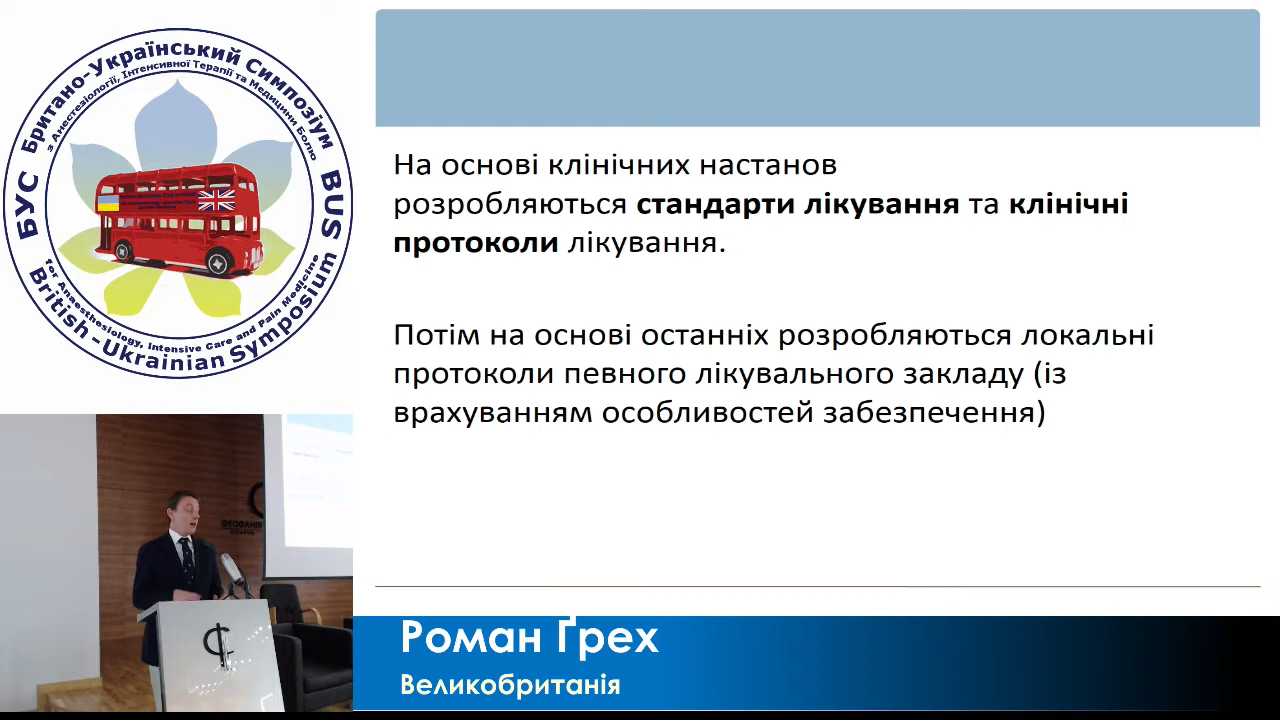 Британо-Український Симпозіум
з Анестезіології, Інтенсивної Терапії та Медицини Болю
БУС
BUS
for Anaesthesiology, Intensive Care and Pain Medicine
British-Ukrainian Symposium
На основі клінічних настанов
розробляються стандарти лікування та клінічні
протоколи лікування.
Потім на основі останніх розробляються локальні
протоколи певного лікувального закладу (із
врахуванням особливостей забезпечення)
ФЕОФАНІЯ
Роман Ґрех
Великобританія